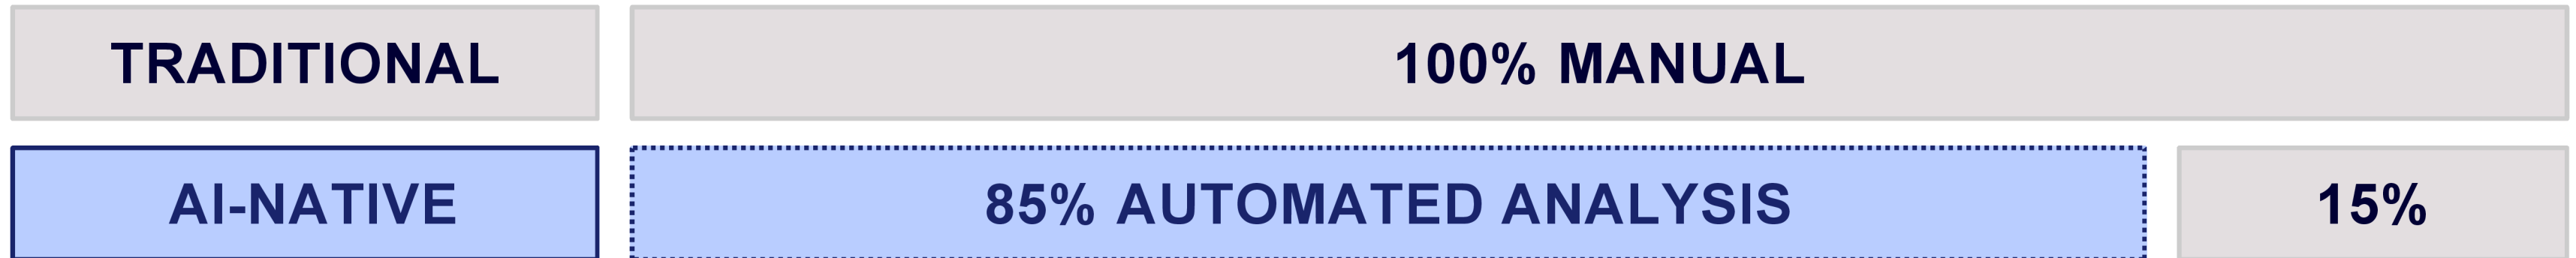 TRADITIONAL 100% MANUAL
AI-NATIVE 85% AUTOMATED ANALYSIS 15%